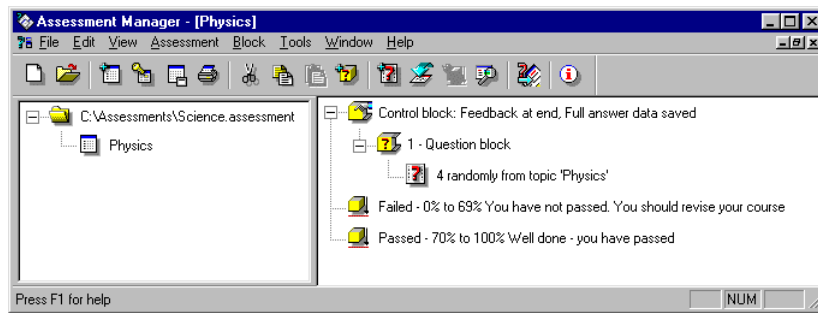 Assessment Manager - [Physics]
File Edit View Assessment Block Tools Window Help
C:\Assessments\Science.assessment
Physics
Control block: Feedback at end, Full answer data saved
1 - Question block
4 randomly from topic 'Physics'
Failed - 0% to 69% You have not passed. You should revise your course
Passed - 70% to 100% Well done - you have passed
Press F1 for help
NUM